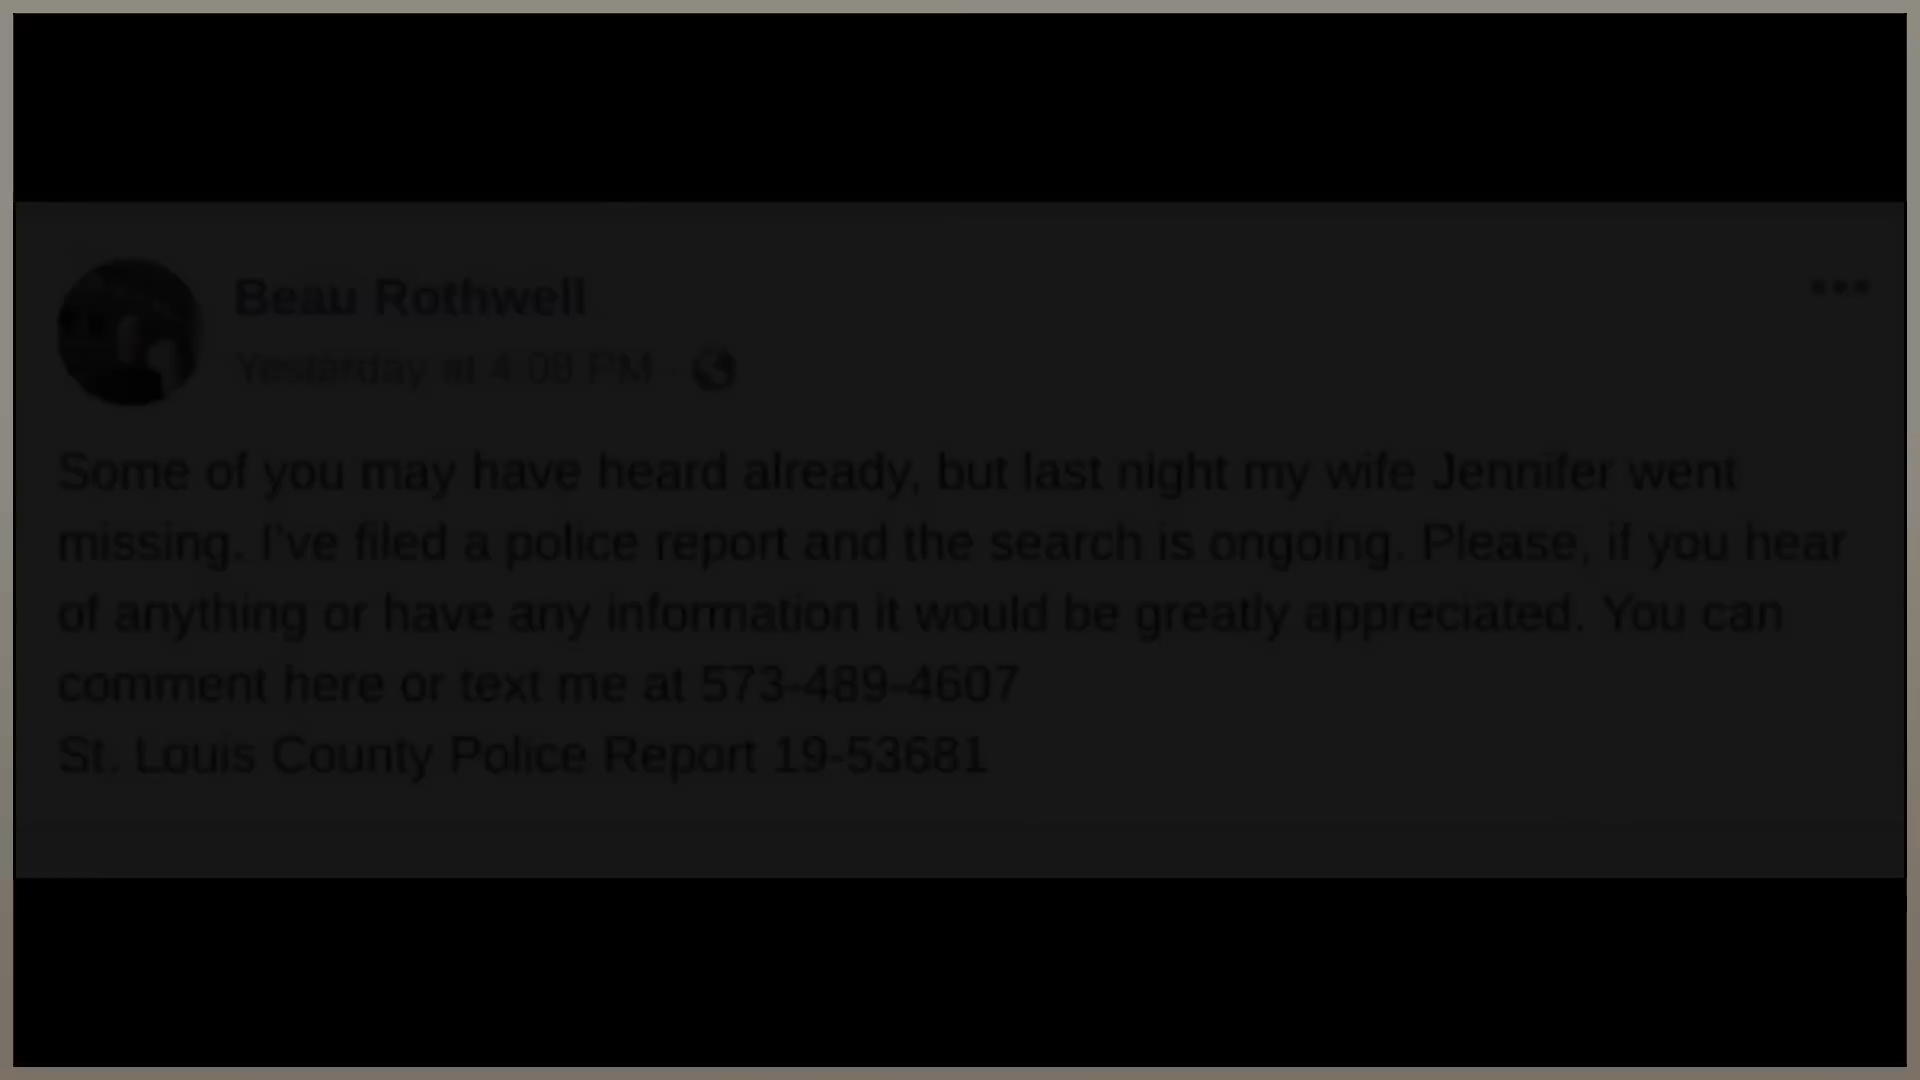 Beau Rothwell
Yesterday at 4:08 PM ·
Some of you may have heard already, but last night my wife Jennifer went
missing. I've filed a police report and the search is ongoing. Please, if you hear
of anything or have any information it would be greatly appreciated. You can
comment here or text me at 573-489-4607
St. Louis County Police Report 19-53681